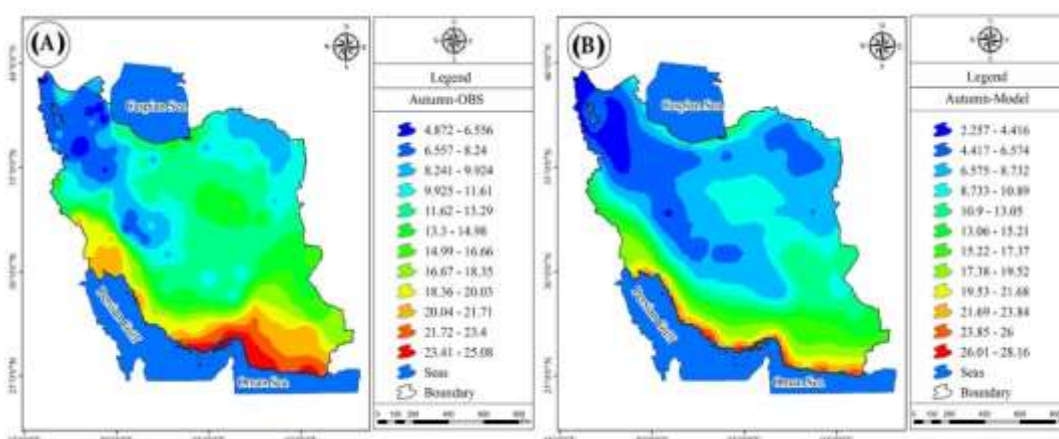 (A)
N
Caspian Sea
Persian Gulf
Oman Sea
Legend
Autumn-OBS
4.872 - 6.556
6.557 - 8.24
8.241 - 9.924
9.925 - 11.61
11.62 - 13.29
13.3 - 14.98
14.99 - 16.66
16.67 - 18.35
18.36 - 20.03
20.04 - 21.71
21.72 - 23.4
23.41 - 25.08
Seas
Boundary
(B)
Caspian Sea
Persian Gulf
Oman Sea
Legend
Autumn-Model
2.257 - 4.416
4.417 - 6.574
6.575 - 8.732
8.733 - 10.89
10.9 - 13.05
13.06 - 15.21
15.22 - 17.37
17.38 - 19.52
19.53 - 21.68
21.69 - 23.84
23.85 - 26
26.01 - 28.16
Seas
Boundary